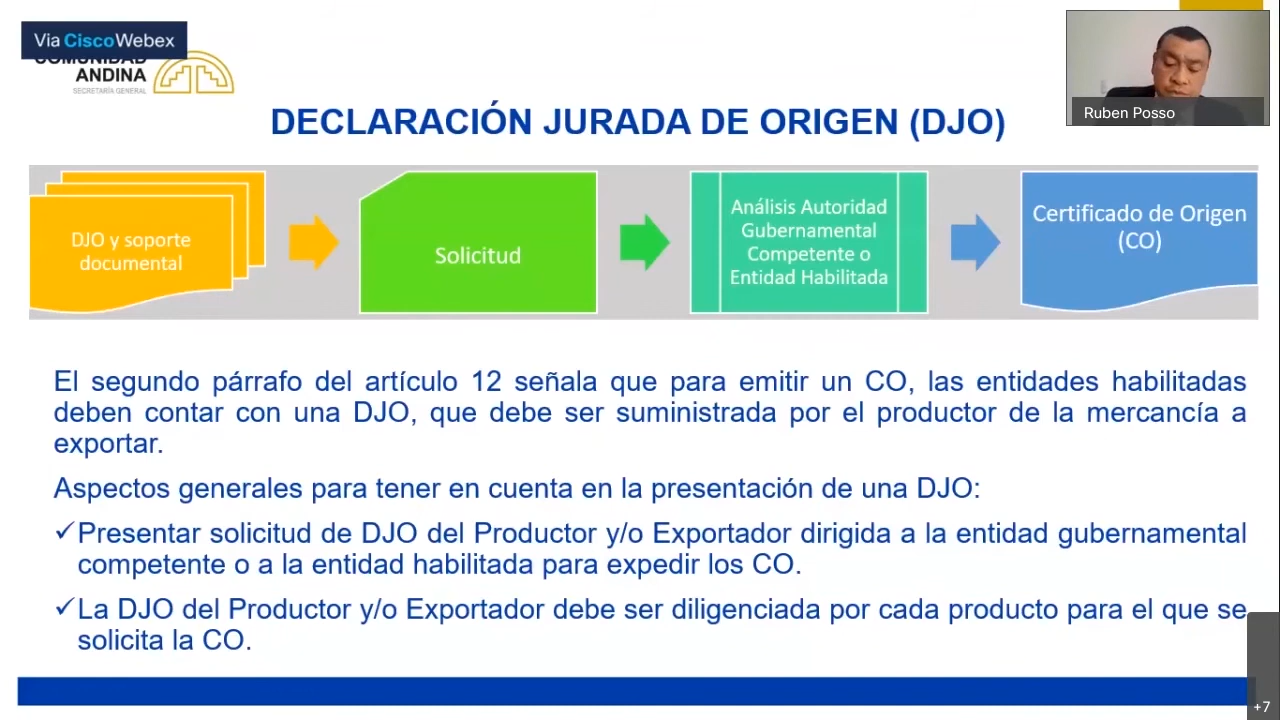 Via CiscoWebex
COMUNIDAD
ANDINA
SECRETARÍA GENERAL
Ruben Posso
DECLARACIÓN JURADA DE ORIGEN (DJO)
DJO y soporte
documental
Solicitud
Análisis Autoridad
Gubernamental
Competente o
Entidad Habilitada
Certificado de Origen
(CO)
El segundo párrafo del artículo 12 señala que para emitir un CO, las entidades habilitadas
deben contar con una DJO, que debe ser suministrada por el productor de la mercancía a
exportar.
Aspectos generales para tener en cuenta en la presentación de una DJO:
✓Presentar solicitud de DJO del Productor y/o Exportador dirigida a la entidad gubernamental
competente o a la entidad habilitada para expedir los CO.
✓La DJO del Productor y/o Exportador debe ser diligenciada por cada producto para el que se
solicita la CO.
+7